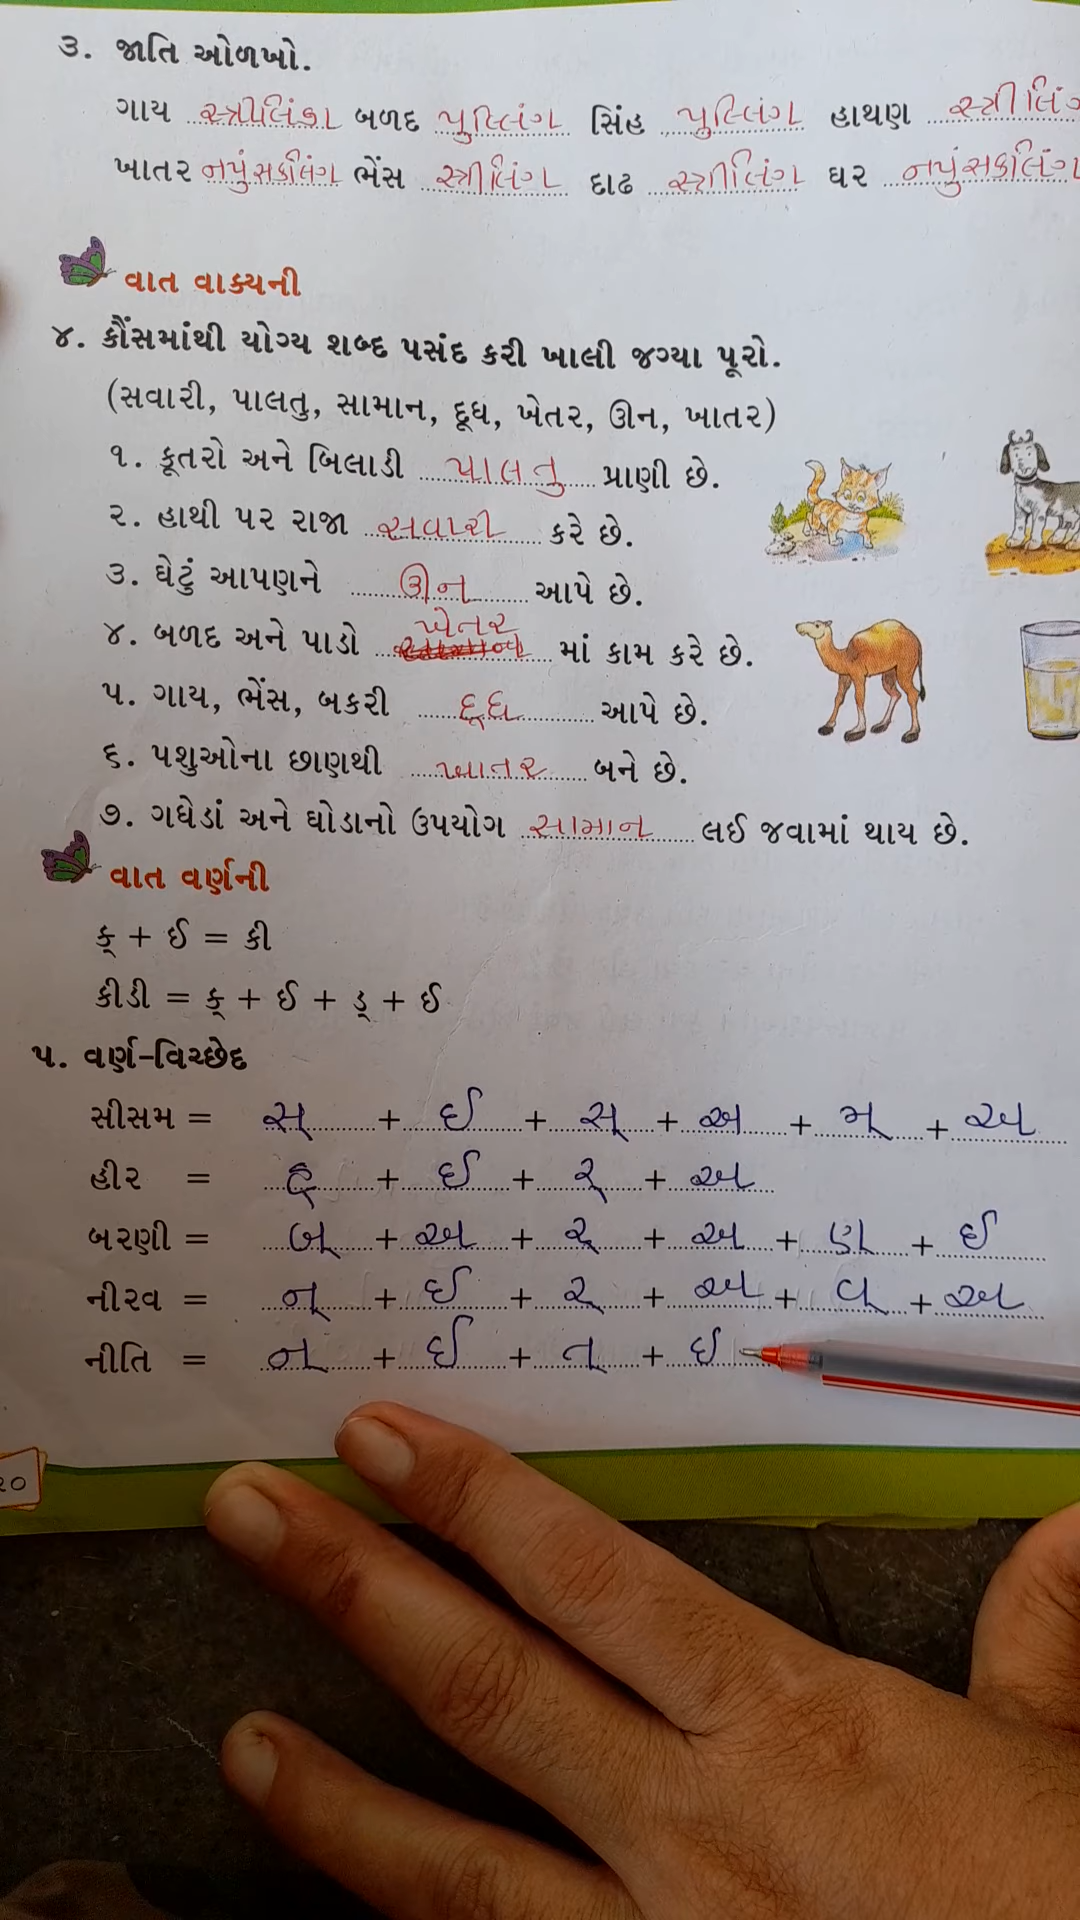 ૩. જાતિ ઓળખો.
ગાય સ્ત્રીલિંગ બળદ પુલ્લિંગ સિંહ પુલ્લિંગ હાથણ સ્ત્રીલિંગ
ખાતર નપુંસકલિંગ ભેંસ સ્ત્રીલિંગ દાઢ સ્ત્રીલિંગ ઘર નપુંસકલિંગ
વાત વાક્યની
૪. કૌંસમાંથી યોગ્ય શબ્દ પસંદ કરી ખાલી જગ્યા પૂરો.
(સવારી, પાલતુ, સામાન, દૂધ, ખેતર, ઊન, ખાતર)
૧. કૂતરો અને બિલાડી પાલતુ પ્રાણી છે.
૨. હાથી પર રાજા સવારી કરે છે.
૩. ઘેટું આપણને ઊન આપે છે.
૪. બળદ અને પાડો ખેતર માં કામ કરે છે.
૫. ગાય, ભેંસ, બકરી દૂધ આપે છે.
૬. પશુઓના છાણથી ખાતર બને છે.
૭. ગધેડાં અને ઘોડાનો ઉપયોગ સામાન લઈ જવામાં થાય છે.
વાત વર્ણની
ક્ + ઈ = કી
કીડી = ક્ + ઈ + ડ્ + ઈ
૫. વર્ણ-વિચ્છેદ
સીસમ = સ્ + ઈ + સ્ + અ + મ્ + અ
હીર = હ્ + ઈ + ર્ + અ
બરણી = બ્ + અ + ર્ + અ + ણ્ + ઈ
નીરવ = ન્ + ઈ + ર્ + અ + વ્ + અ
નીતિ = ન્ + ઈ + ત્ + ઇ
૨૦